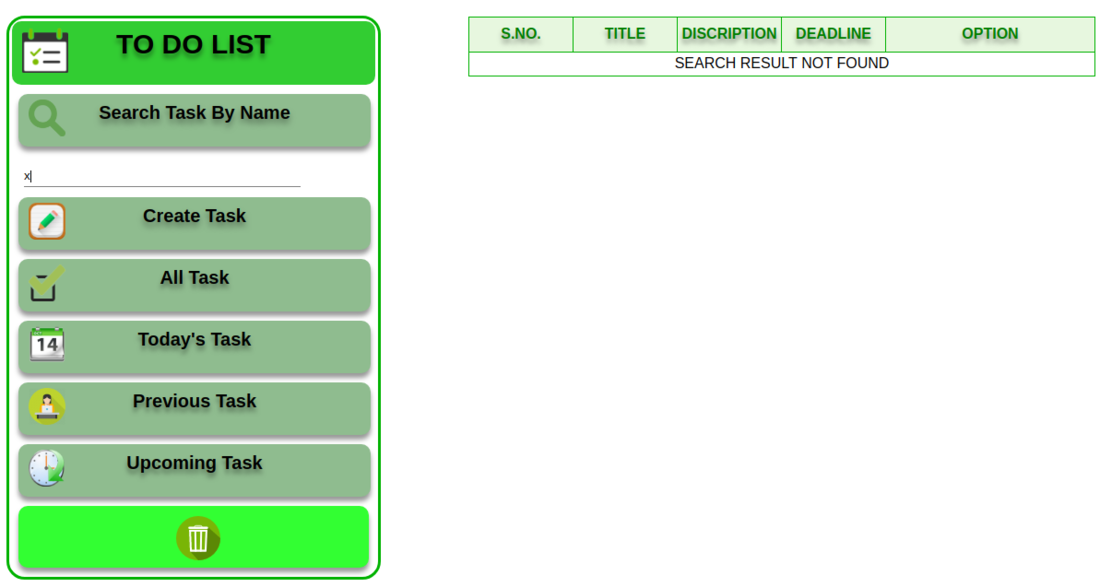 TO DO LIST
Search Task By Name
x
Create Task
All Task
14
Today's Task
Previous Task
Upcoming Task
S.NO. TITLE DISCRIPTION DEADLINE OPTION
SEARCH RESULT NOT FOUND